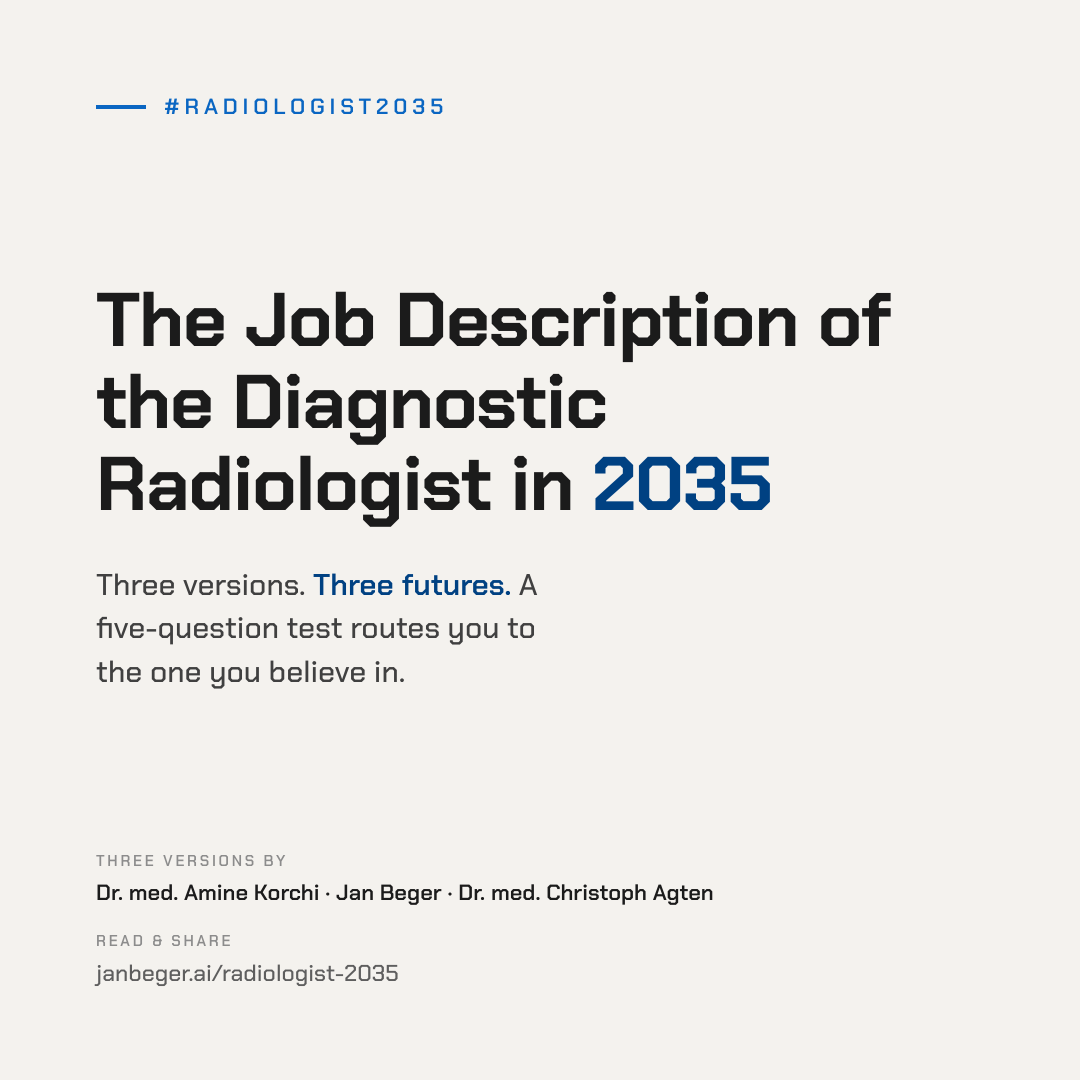 #RADIOLOGIST2035
The Job Description of
the Diagnostic
Radiologist in 2035
Three versions. Three futures. A
five-question test routes you to
the one you believe in.
THREE VERSIONS BY
Dr. med. Amine Korchi · Jan Beger · Dr. med. Christoph Agten
READ & SHARE
janbeger.ai/radiologist-2035